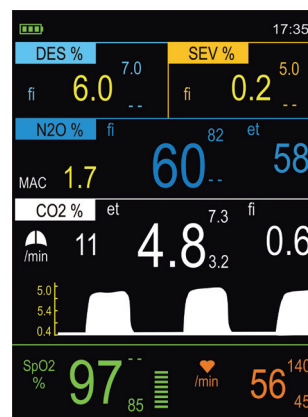 17:35
DES % 7.0 SEV % 5.0
fi 6.0 -- fi 0.2 --
N2O % fi 82 et
60 -- 58
MAC 1.7
CO2 % et 7.3 fi
/min 11 4.8 3.2 0.6
5.0
5.4
0.4
SpO2 % 97 -- 85 /min 56 140 45